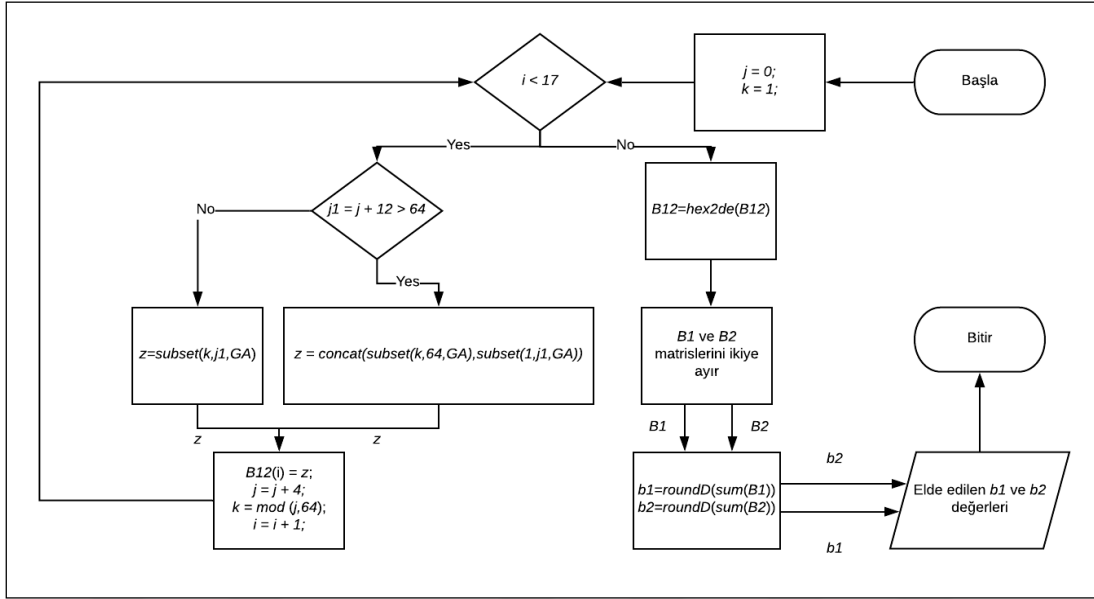 Başla
j = 0;
k = 1;
i < 17
Yes
No
j1 = j + 12 > 64
No
Yes
z=subset(k,j1,GA)
z = concat(subset(k,64,GA),subset(1,j1,GA))
z
z
B12(i) = z;
j = j + 4;
k = mod (j,64);
i = i + 1;
B12=hex2de(B12)
B1 ve B2
matrislerini ikiye
ayır
B1
B2
b1=roundD(sum(B1))
b2=roundD(sum(B2))
b2
b1
Elde edilen b1 ve b2
değerleri
Bitir